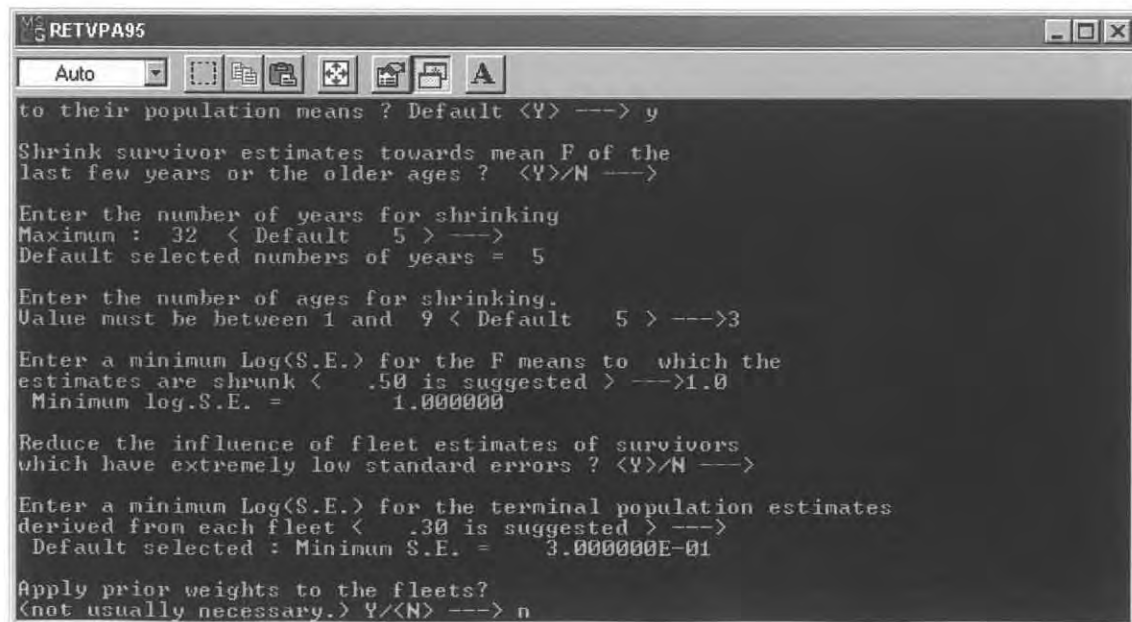 RETVPA95
Auto
A
to their population means ? Default <Y> ---> y
Shrink survivor estimates towards mean F of the
last few years or the older ages ?  <Y>/N --->
Enter the number of years for shrinking
Maximum :  32  < Default   5 > --->
Default selected numbers of years =  5
Enter the number of ages for shrinking.
Value must be between 1 and  9 < Default   5 > --->3
Enter a minimum Log(S.E.) for the F means to  which the
estimates are shrunk <   .50 is suggested > --->1.0
Minimum log.S.E. =        1.000000
Reduce the influence of fleet estimates of survivors
which have extremely low standard errors ? <Y>/N --->
Enter a minimum Log(S.E.) for the terminal population estimates
derived from each fleet <   .30 is suggested > --->
Default selected : Minimum S.E. =    3.000000E-01
Apply prior weights to the fleets?
(not usually necessary.) Y/<N> ---> n